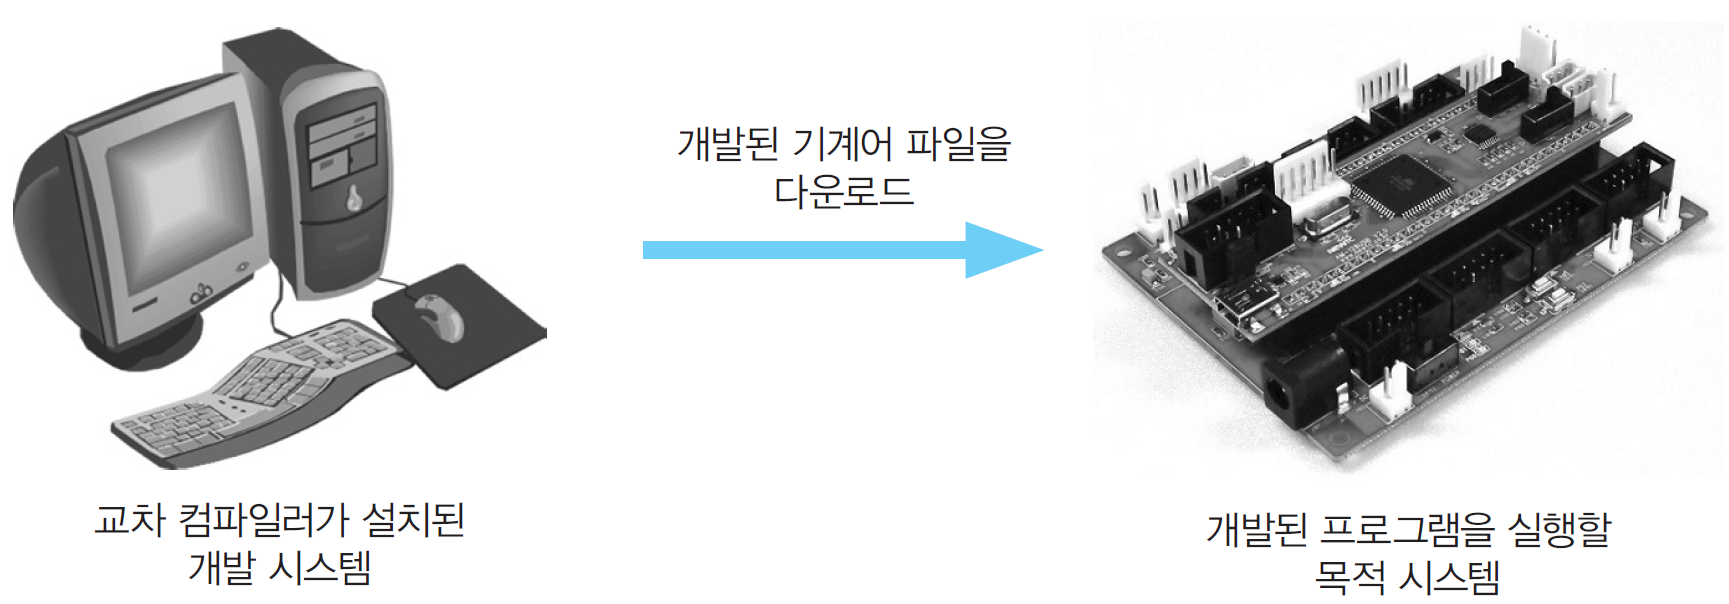 개발된 기계어 파일을
다운로드
교차 컴파일러가 설치된
개발 시스템
개발된 프로그램을 실행할
목적 시스템